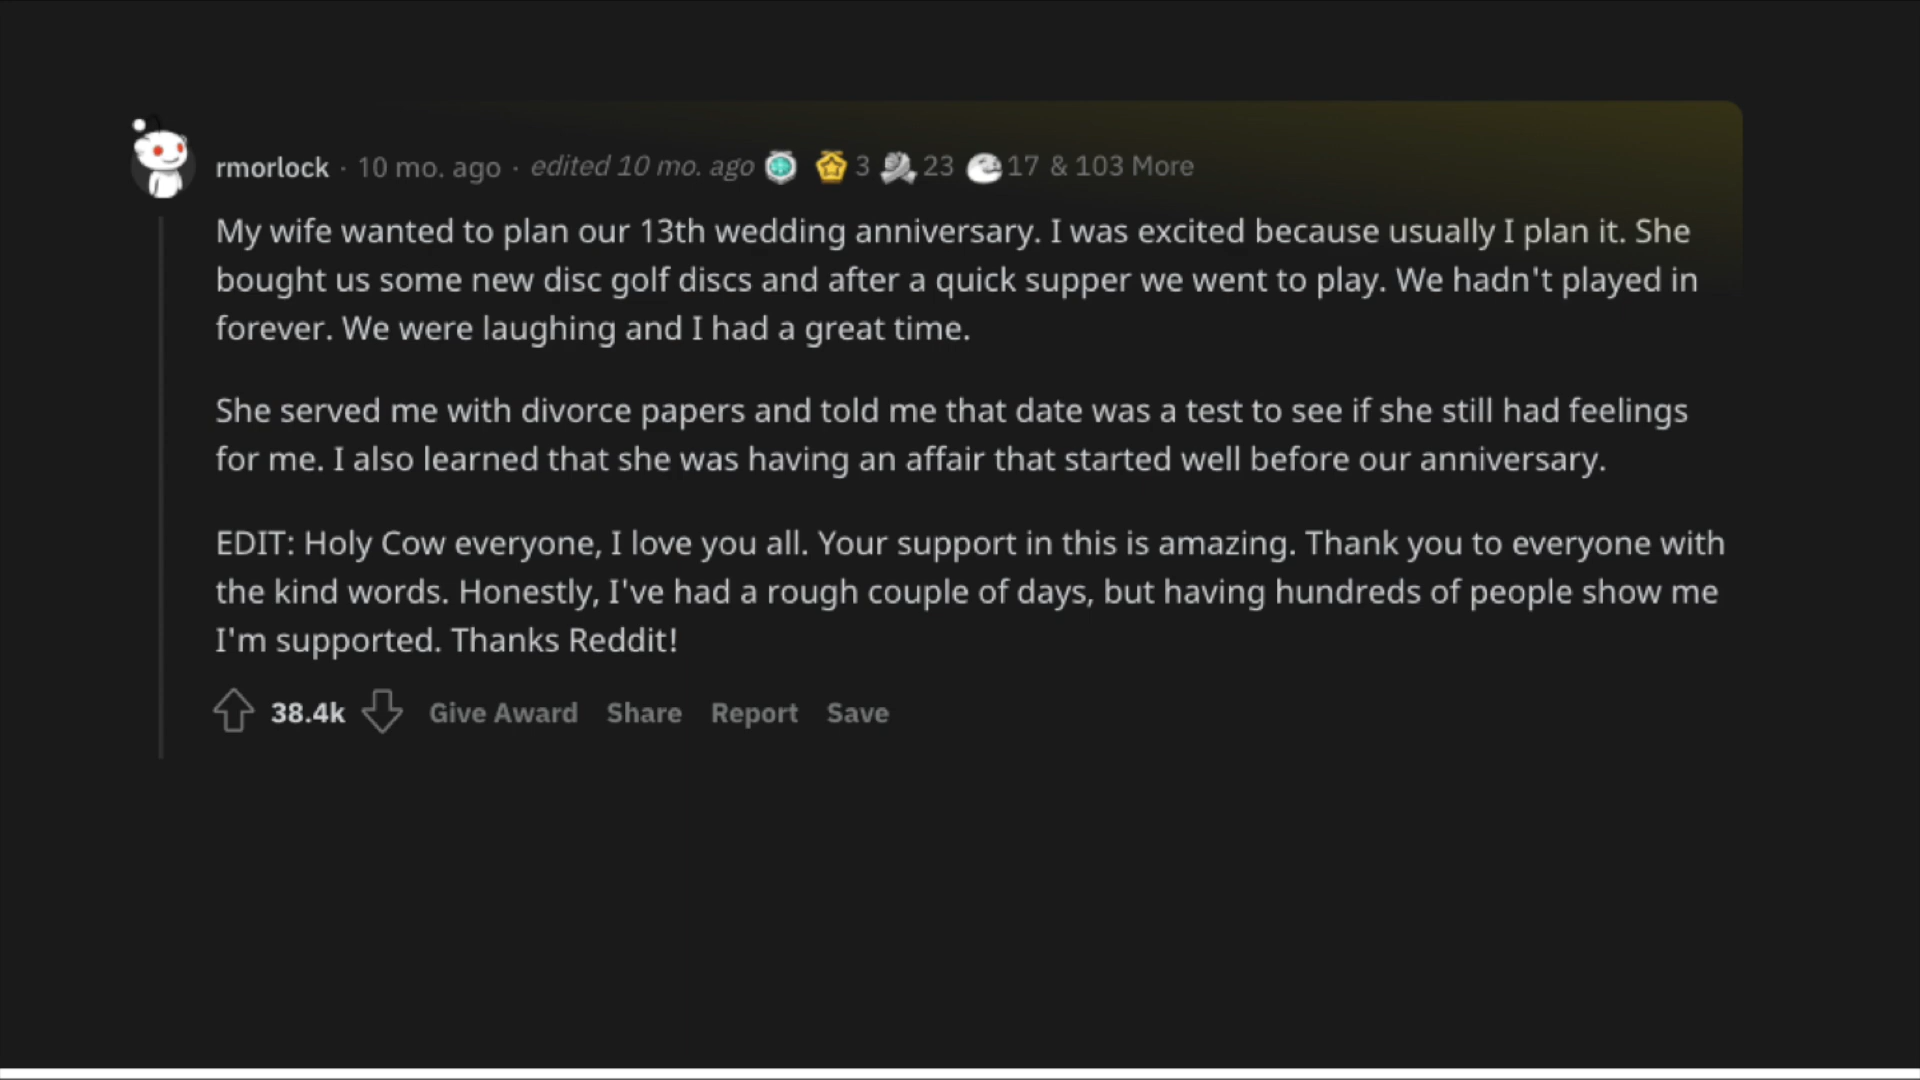 rmorlock · 10 mo. ago · edited 10 mo. ago 3 23 17 & 103 More
My wife wanted to plan our 13th wedding anniversary. I was excited because usually I plan it. She
bought us some new disc golf discs and after a quick supper we went to play. We hadn't played in
forever. We were laughing and I had a great time.
She served me with divorce papers and told me that date was a test to see if she still had feelings
for me. I also learned that she was having an affair that started well before our anniversary.
EDIT: Holy Cow everyone, I love you all. Your support in this is amazing. Thank you to everyone with
the kind words. Honestly, I've had a rough couple of days, but having hundreds of people show me
I'm supported. Thanks Reddit!
38.4k Give Award Share Report Save